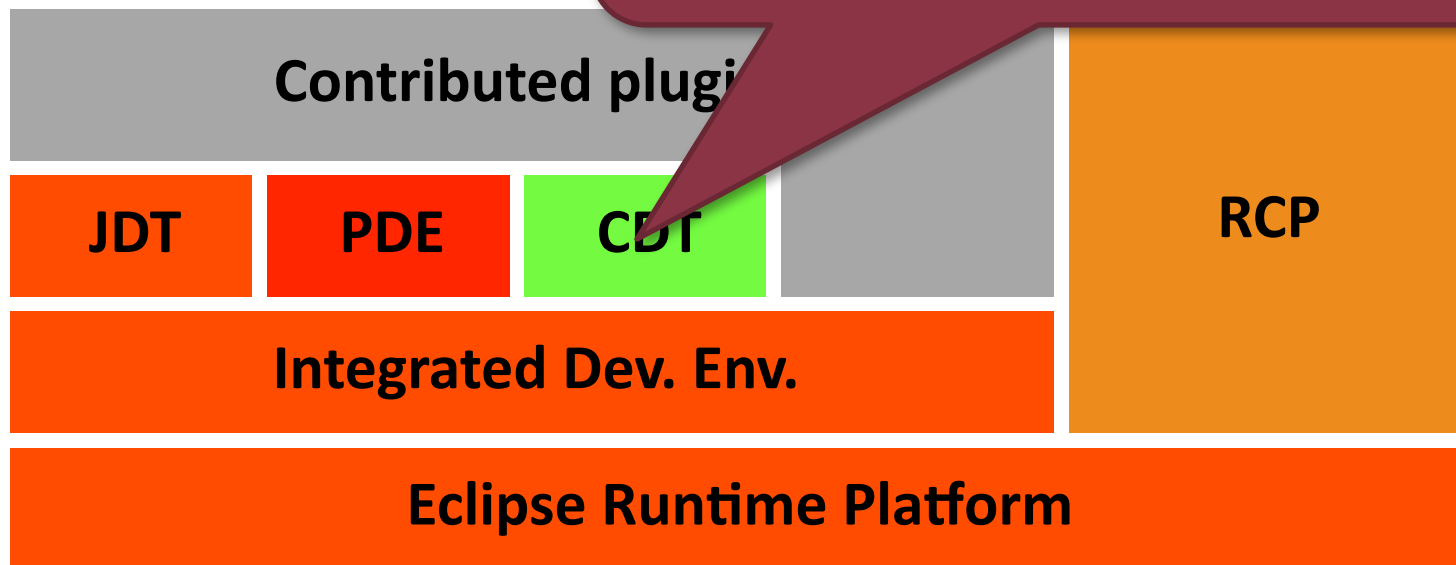 Contributed plugi
JDT
PDE
CDT
RCP
Integrated Dev. Env.
Eclipse Runtime Platform